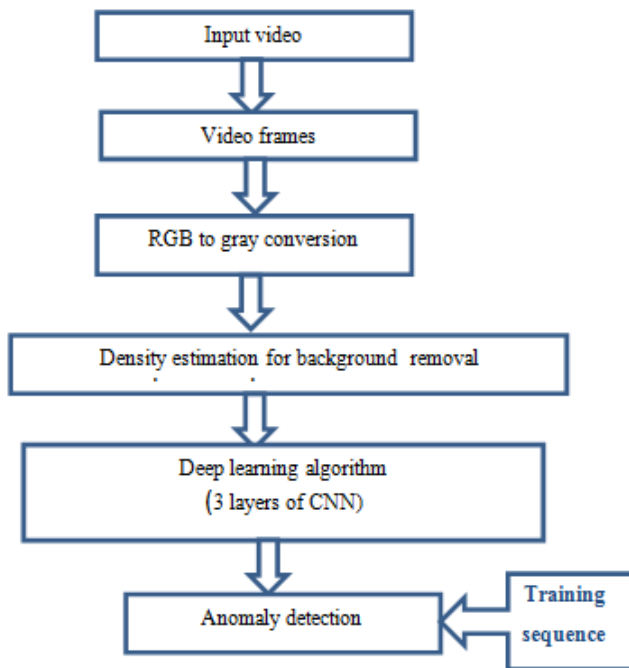 Input video
Video frames
RGB to gray conversion
Density estimation for background removal
Deep learning algorithm
(3 layers of CNN)
Anomaly detection
Training
sequence